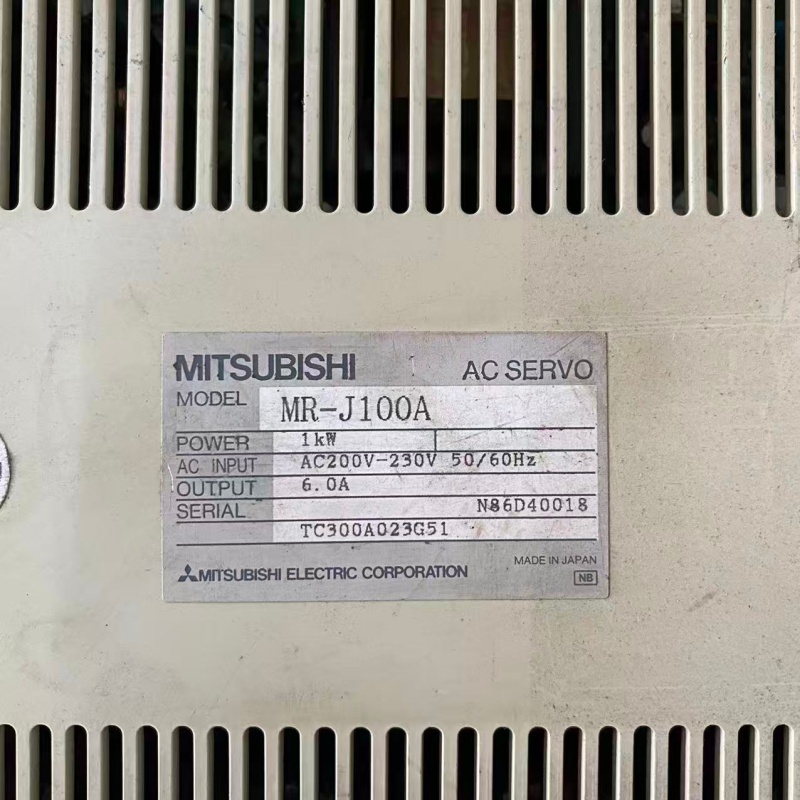 MITSUBISHI AC SERVO
MODEL MR-J100A
POWER 1kW
AC INPUT AC200V-230V 50/60Hz
OUTPUT 6.0A
SERIAL N86D40018
TC300A023G51
MITSUBISHI ELECTRIC CORPORATION MADE IN JAPAN
NB